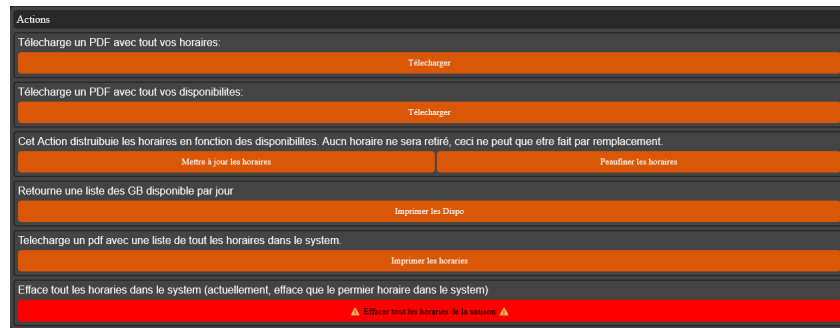 Actions
Télecharge un PDF avec tout vos horaires:
Télecharger
Télecharge un PDF avec tout vos disponibilites:
Télecharger
Cet Action distruibuie les horaires en fonction des disponibilites. Aucn horaire ne sera retiré, ceci ne peut que etre fait par remplacement.
Mettre à jour les horaires
Peaufiner les horaires
Retourne une liste des GB disponible par jour
Imprimer les Dispo
Telecharge un pdf avec une liste de tout les horaires dans le system.
Imprimer les horaries
Efface tout les horaries dans le system (actuellement, efface que le permier horaire dans le system)
⚠ Effacer tout les horaries de la sasison ⚠